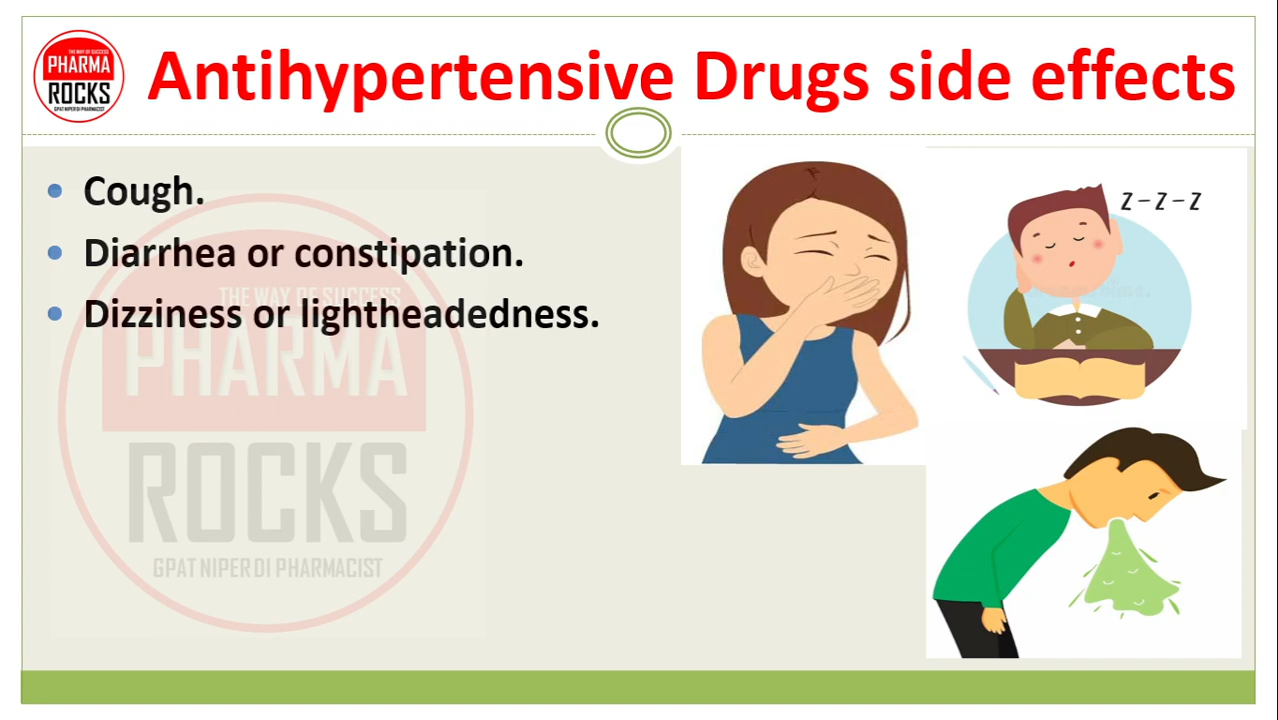 THE WAY OF SUCCESS
PHARMA
ROCKS
GPAT NIPER DI PHARMACIST
Antihypertensive Drugs side effects
• Cough.
• Diarrhea or constipation.
• Dizziness or lightheadedness.
Z – Z – Z
THE WAY OF SUCCESS
PHARMA
ROCKS
GPAT NIPER DI PHARMACIST